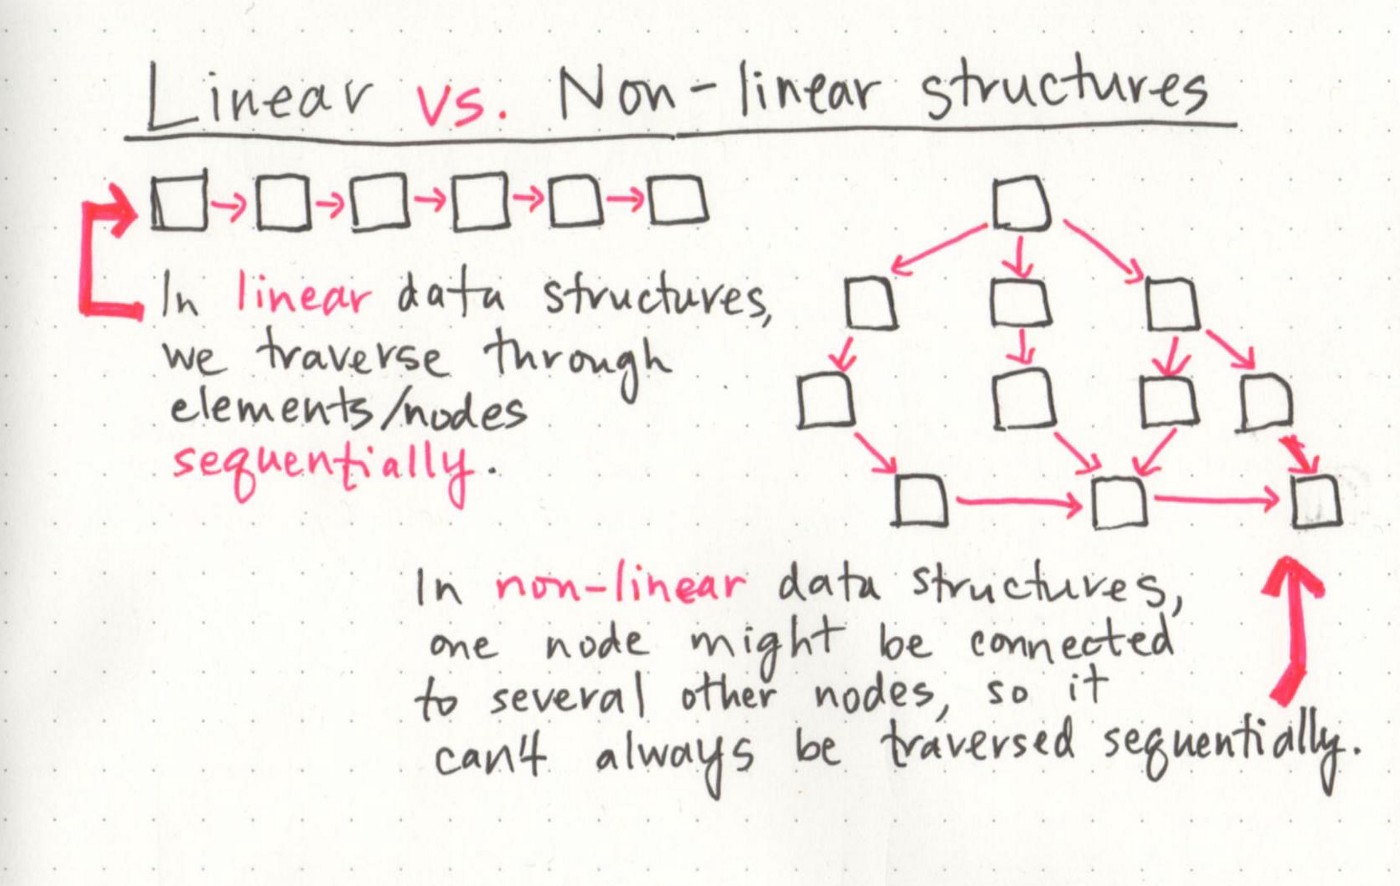 Linear vs. Non-linear structures
In linear data structures,
we traverse through
elements/nodes
sequentially.
In non-linear data structures,
one node might be connected
to several other nodes, so it
can't always be traversed sequentially.